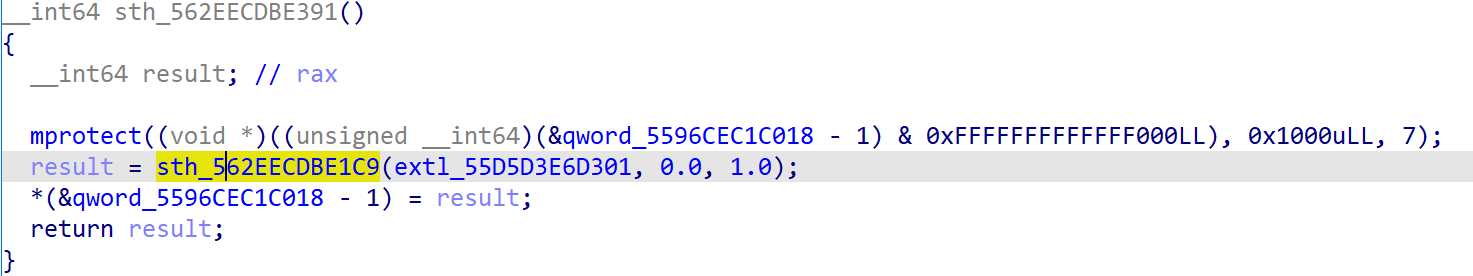 __int64 sth_562EECDBE391()
{
__int64 result; // rax
mprotect((void *)((unsigned __int64)(&qword_5596CEC1C018 - 1) & 0xFFFFFFFFFFFFF000LL), 0x1000uLL, 7);
result = sth_562EECDBE1C9(extl_55D5D3E6D301, 0.0, 1.0);
*(&qword_5596CEC1C018 - 1) = result;
return result;
}